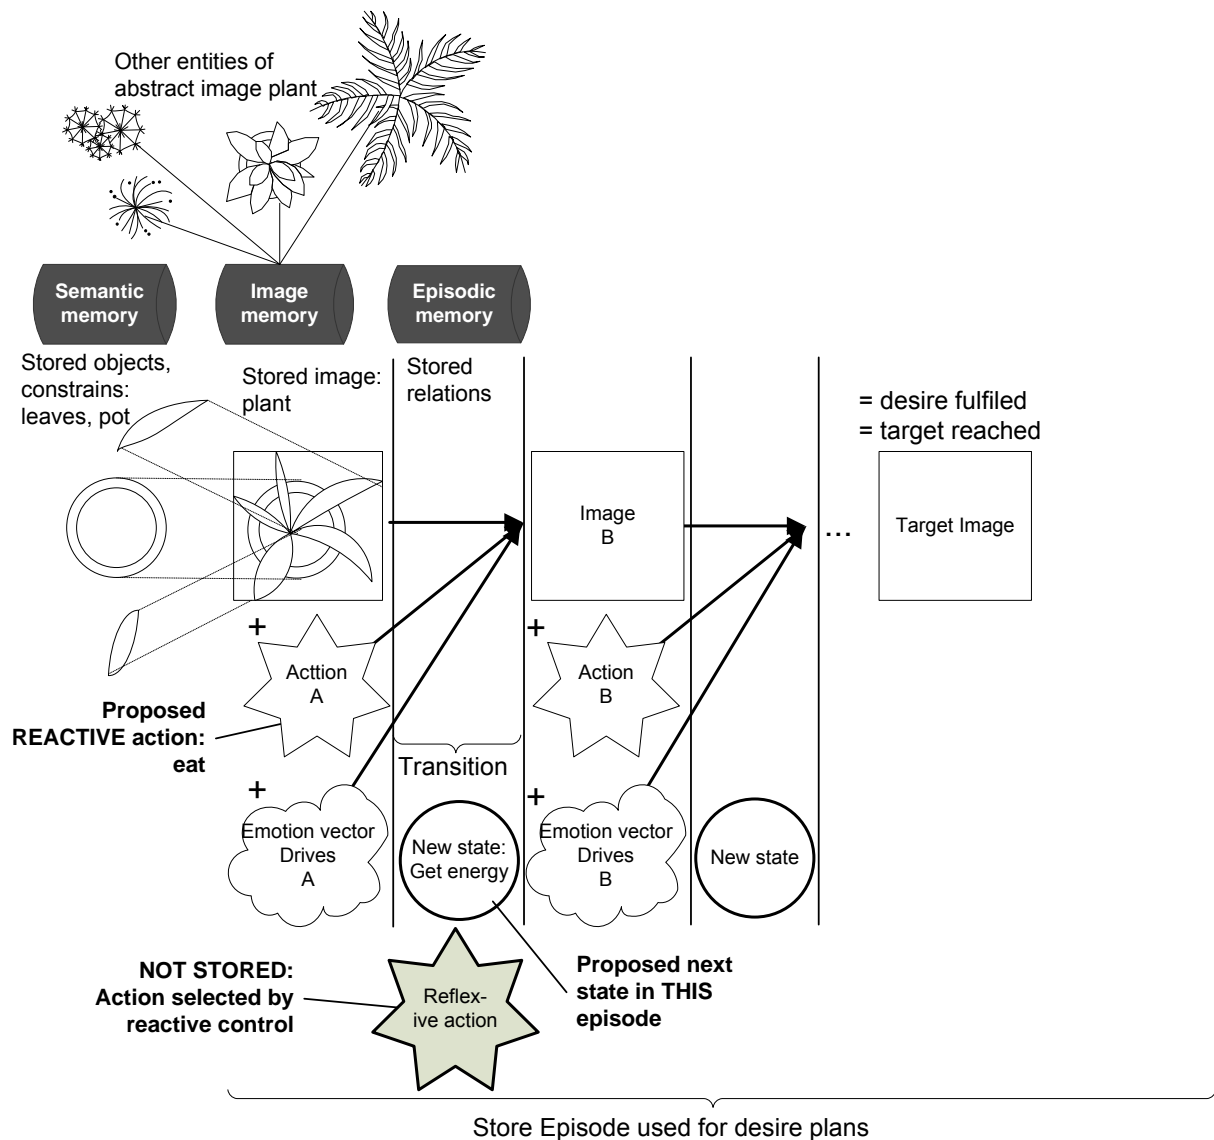 Other entities of
abstract image plant
Semantic
memory
Image
memory
Episodic
memory
Stored objects,
constrains:
leaves, pot
Stored image:
plant
Stored
relations
= desire fulfiled
= target reached
Image
B
...
Target Image
+
Acttion
A
+
Action
B
Proposed
REACTIVE action:
eat
Transition
+
Emotion vector
Drives
A
New state:
Get energy
+
Emotion vector
Drives
B
New state
NOT STORED:
Action selected by
reactive control
Reflex-
ive action
Proposed next
state in THIS
episode
Store Episode used for desire plans